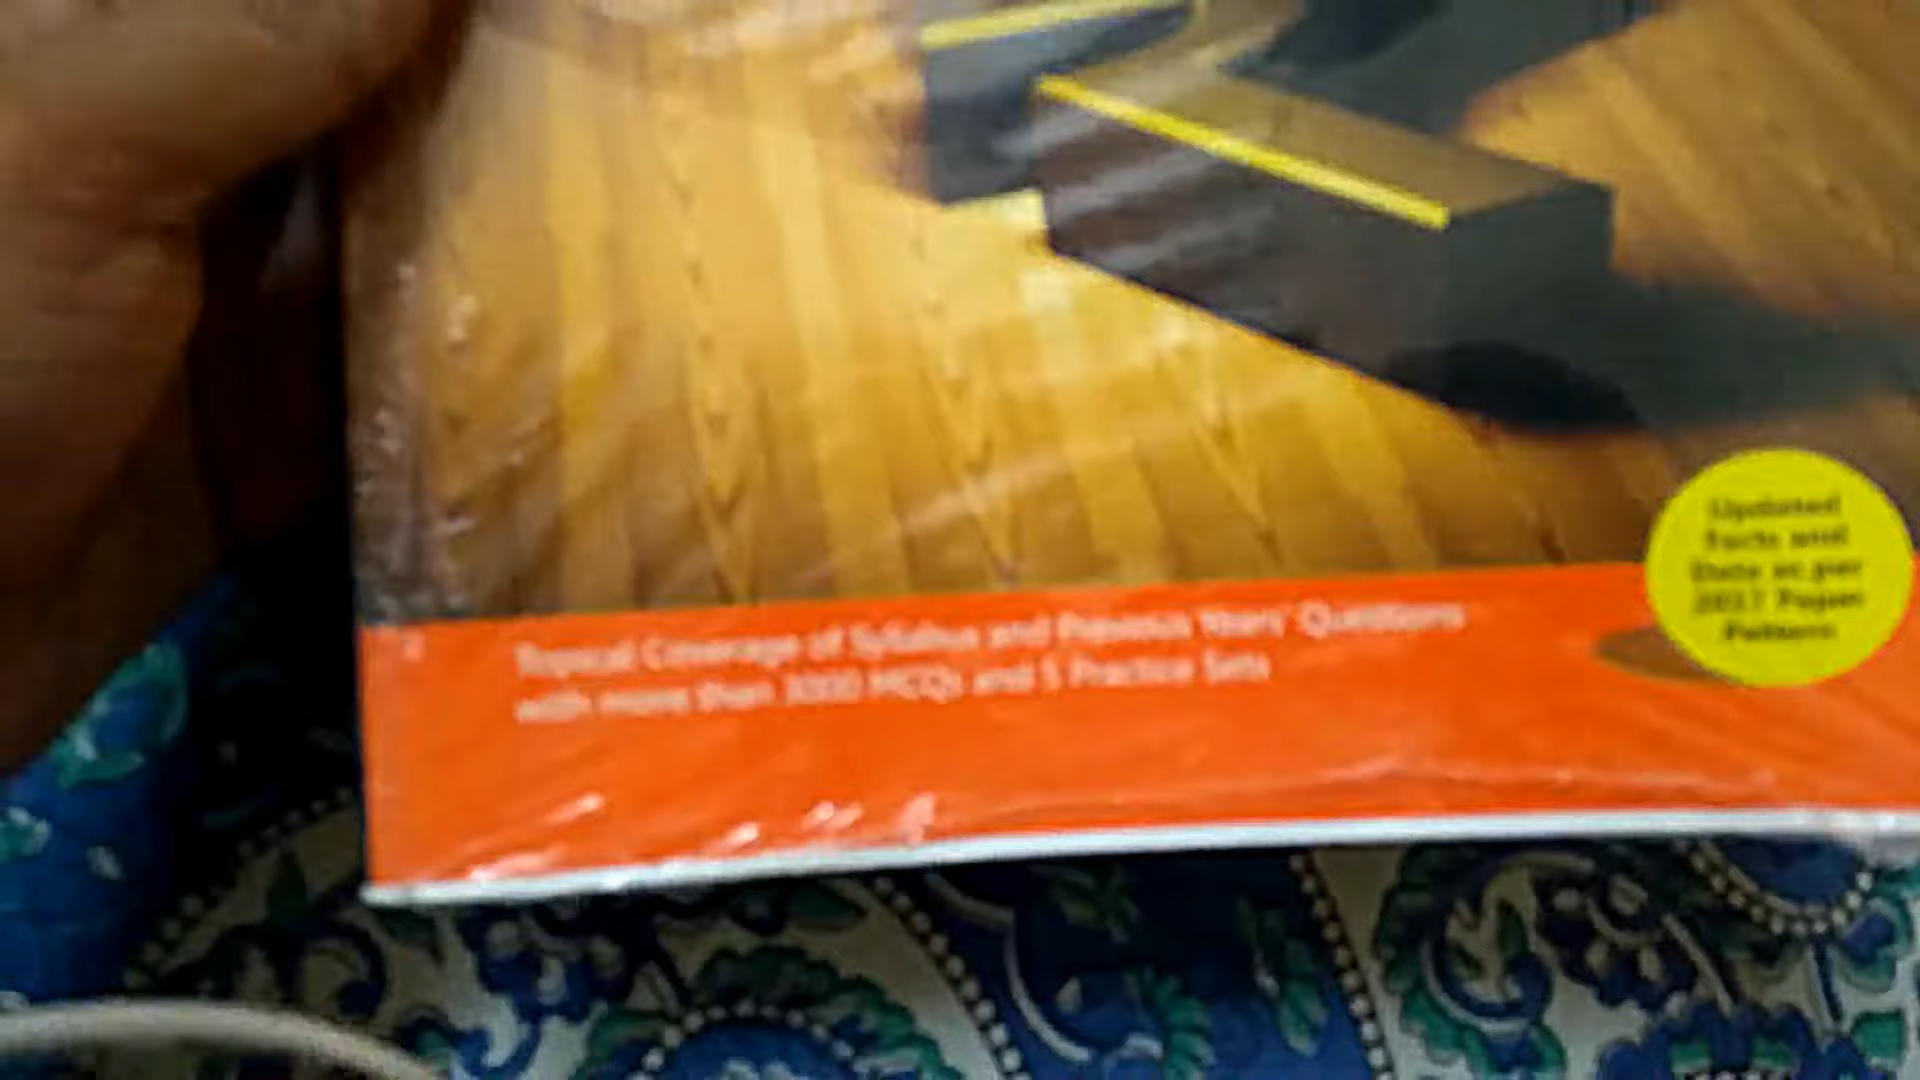 Topical Coverage of Syllabus and Previous Years' Questions
with more than 3000 MCQs and 5 Practice Sets
Updated
Facts and
Data as per
2017 Paper
Pattern